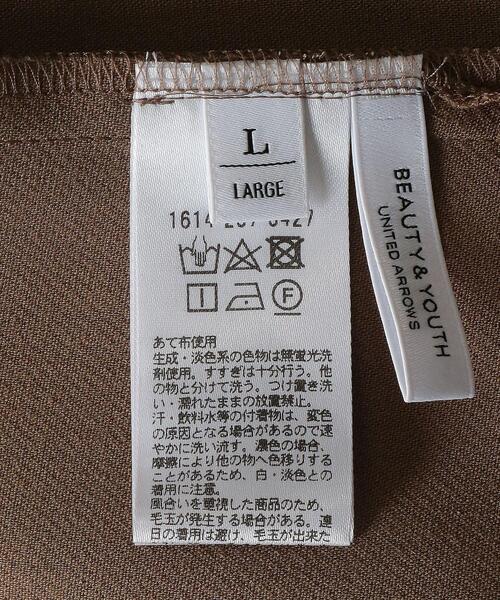 L
LARGE
BEAUTY & YOUTH
UNITED ARROWS
1614
F
あて布使用
生成・淡色系の色物は無蛍光洗
剤使用。すすぎは十分行う。他
の物と分けて洗う。つけ置き洗
い・濡れたままの放置禁止。
汗・飲料水等の付着物は、変色
の原因となる場合があるので速
やかに洗い流す。濃色の場合、
摩擦により他の物へ色移りする
ことがあるため、白・淡色との
着用に注意。
風合いを重視した商品のため、
毛玉が発生する場合がある。連
日の着用は避け、毛玉が出来た